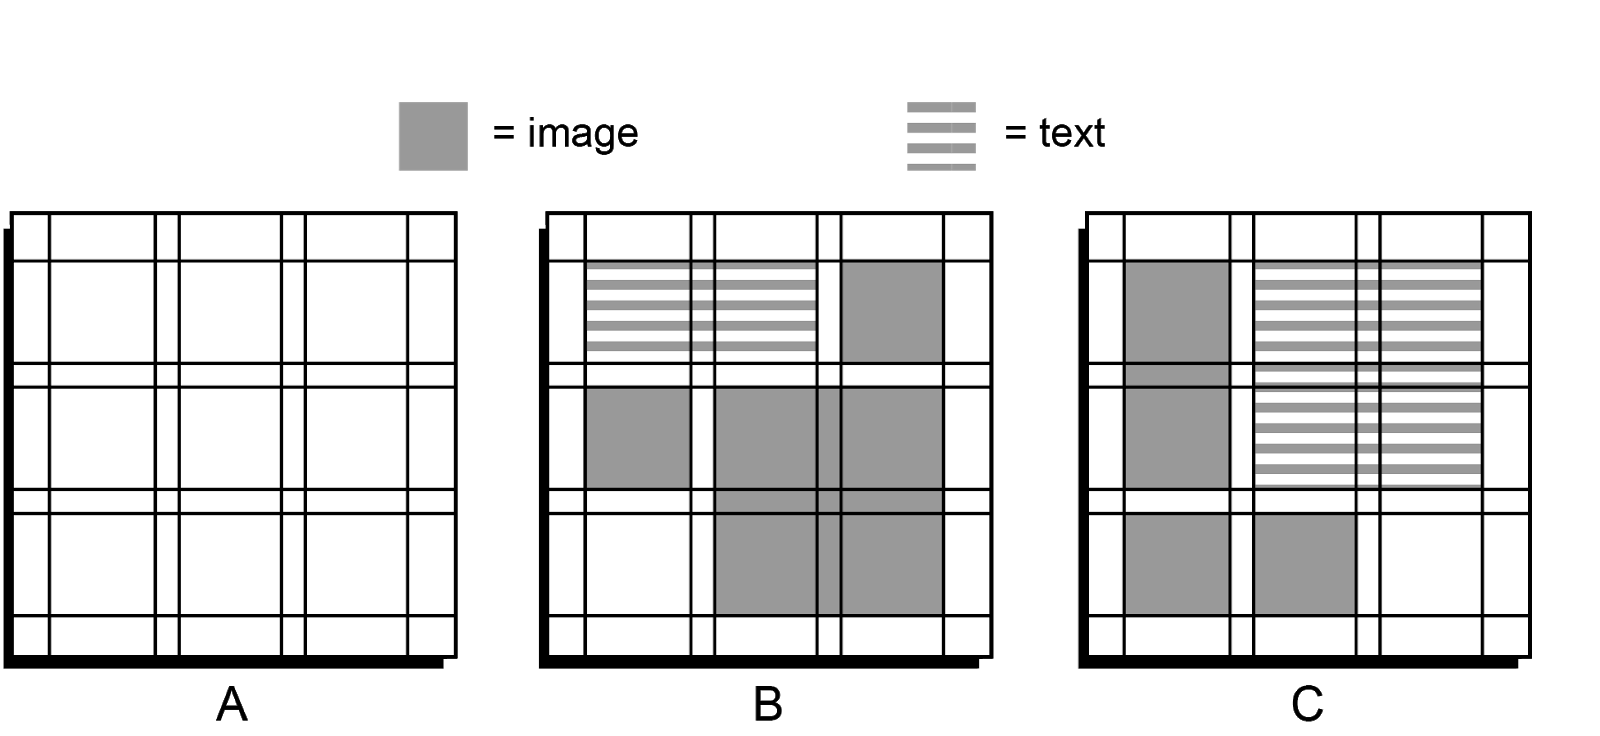 = image
= text
A
B
C